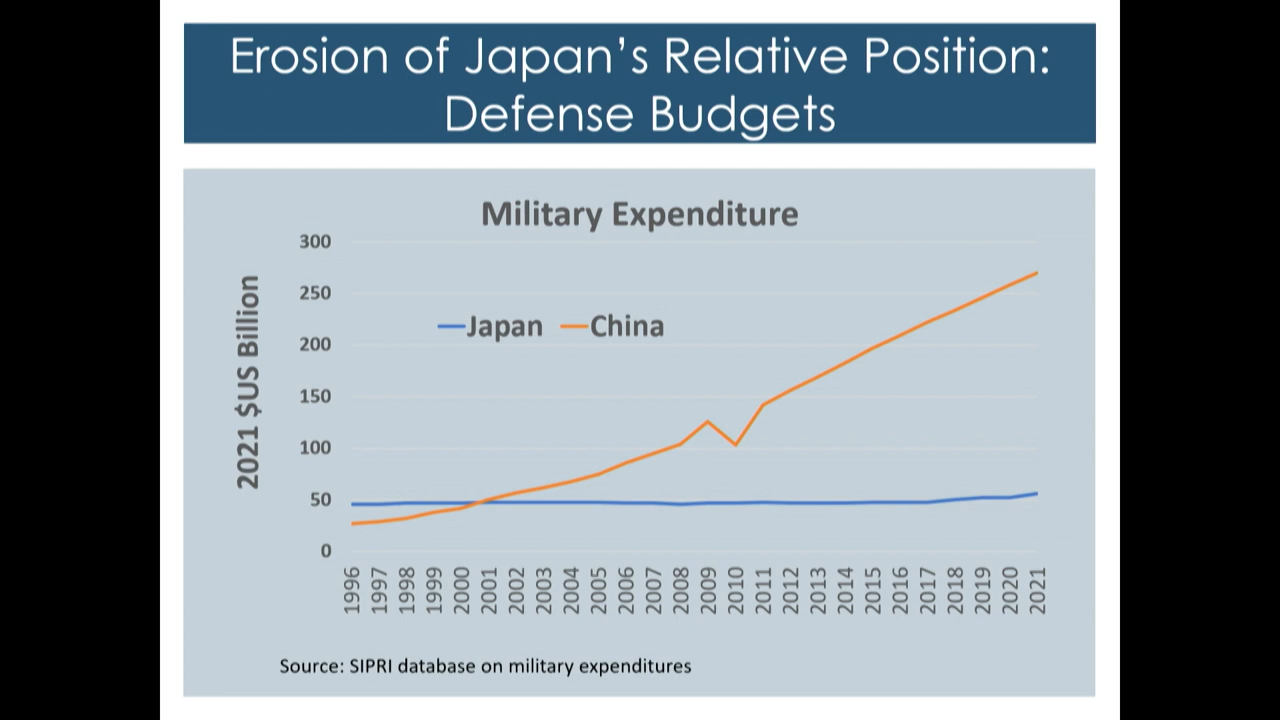 Erosion of Japan's Relative Position:
Defense Budgets
Military Expenditure
2021 $US Billion
300
250
200
150
100
50
0
Japan China
1996 1997 1998 1999 2000 2001 2002 2003 2004 2005 2006 2007 2008 2009 2010 2011 2012 2013 2014 2015 2016 2017 2018 2019 2020 2021
Source: SIPRI database on military expenditures